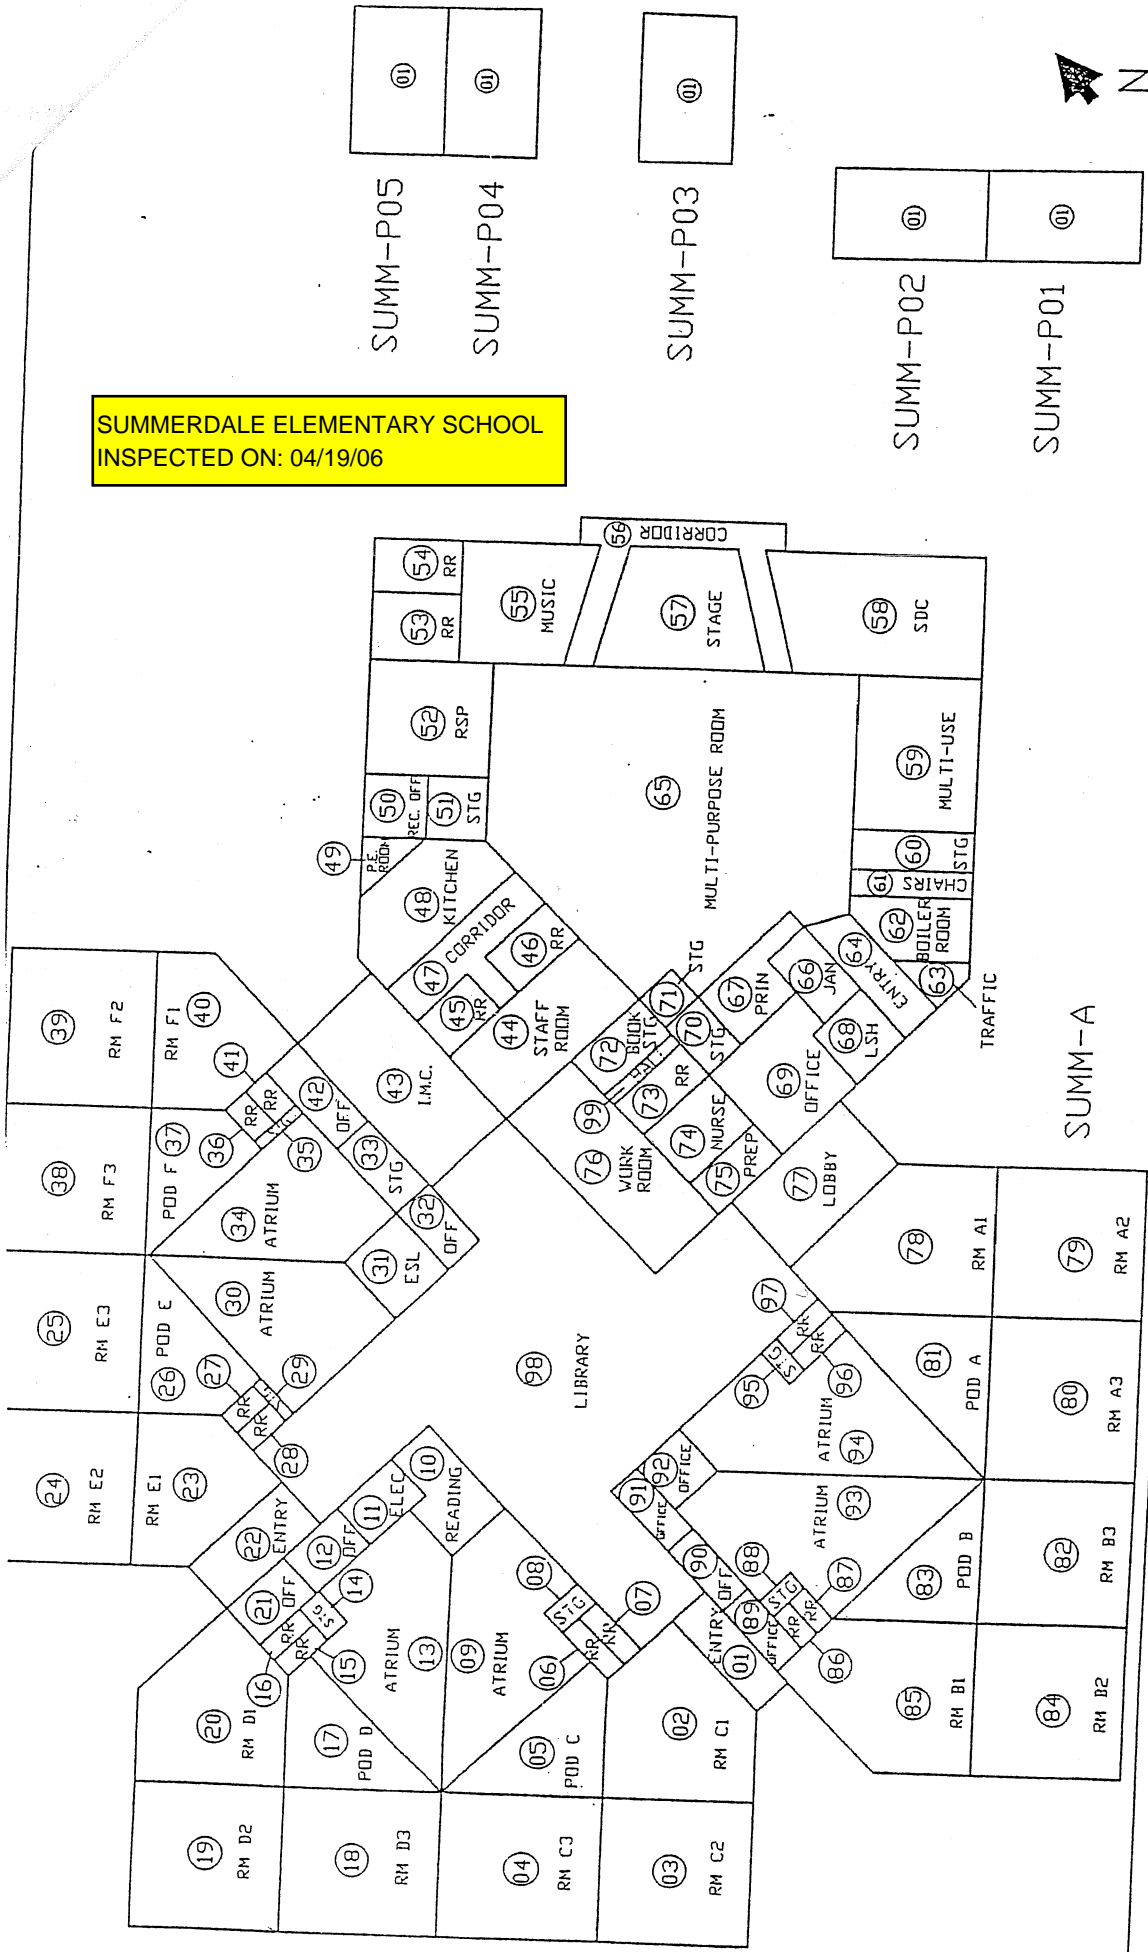 SUMMERDALE ELEMENTARY SCHOOL
INSPECTED ON: 04/19/06
N
SUMM-P05
01
SUMM-P04
01
SUMM-P03
01
SUMM-P02
01
SUMM-P01
01
SUMM-A
39
RM F2
40
RM F1
41
RR
38
RM F3
37
POD F
36
RR
35
42
OFF
43
I.M.C.
33
STG
32
OFF
34
ATRIUM
31
ESL
30
ATRIUM
25
RM E3
26
POD E
27
RR
28
RR
29
24
RM E2
23
RM E1
22
ENTRY
21
OFF
12
OFF
11
ELEC
10
READING
14
STG
15
RR
16
RR
13
ATRIUM
09
ATRIUM
20
RM D1
19
RM D2
18
RM D3
17
POD D
04
RM C3
05
POD C
03
RM C2
02
RM C1
06
RR
07
RR
08
STG
01
ENTRY
98
LIBRARY
54
RR
53
RR
55
MUSIC
56
CORRIDOR
57
STAGE
58
SDC
52
RSP
50
REC. OFF
51
STG
49
P.E.
ROOM
48
KITCHEN
47
CORRIDOR
46
RR
45
RR
44
STAFF
ROOM
65
MULTI-PURPOSE ROOM
59
MULTI-USE
60
STG
61
CHAIRS
62
BOILER
ROOM
63
TRAFFIC
64
ENTRY
66
JAN
67
PRIN
68
LSH
69
OFFICE
70
STG
71
STG
72
BOOK
STG
99
HAL.
73
RR
74
NURSE
75
PREP
76
WORK
ROOM
77
LOBBY
78
RM A1
79
RM A2
80
RM A3
81
POD A
97
RR
96
RR
95
STG
94
ATRIUM
93
ATRIUM
92
OFFICE
91
OFFICE
90
OFF
89
OFFICE
88
STG
87
RR
86
RR
83
POD B
82
RM B3
84
RM B2
85
RM B1